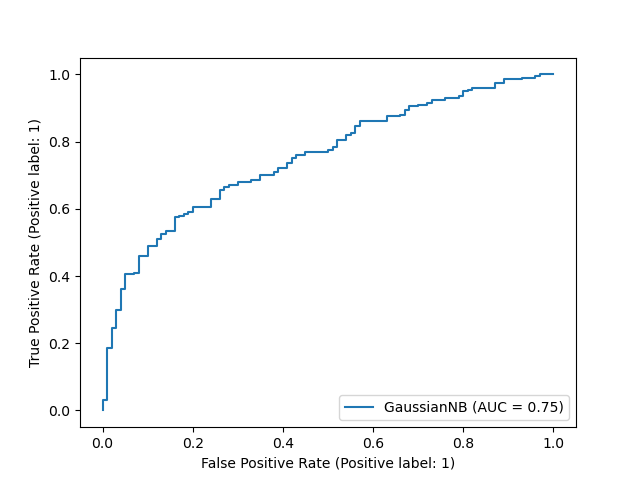 1.0
0.8
0.6
0.4
0.2
0.0
True Positive Rate (Positive label: 1)
GaussianNB (AUC = 0.75)
0.0 0.2 0.4 0.6 0.8 1.0
False Positive Rate (Positive label: 1)